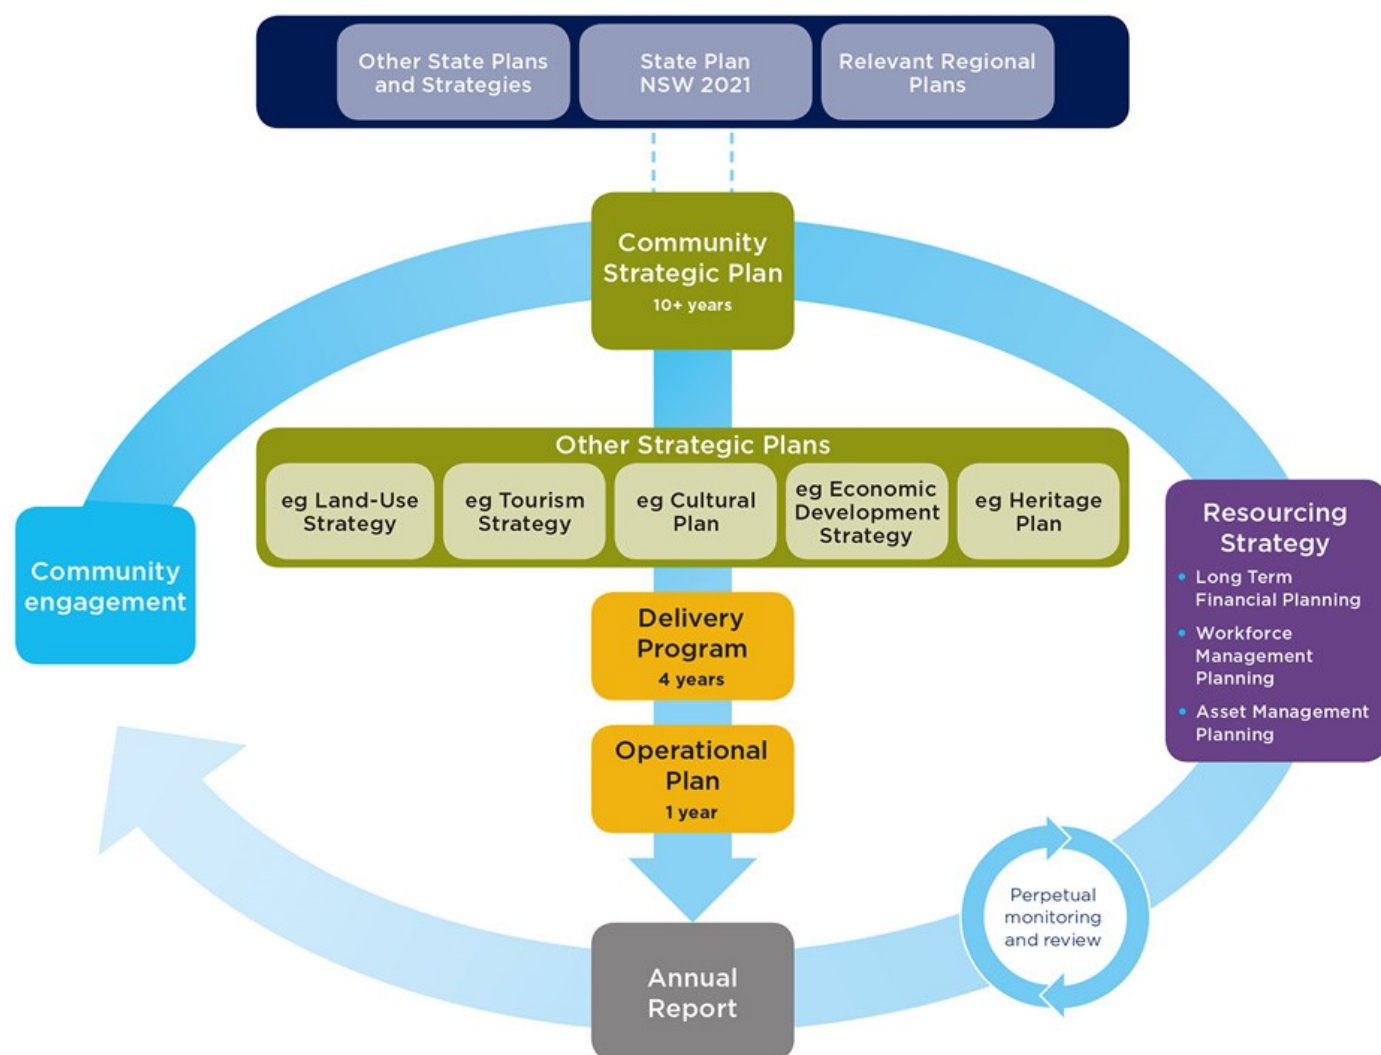 Other State Plans
and Strategies
State Plan
NSW 2021
Relevant Regional
Plans
Community
Strategic Plan
10+ years
Other Strategic Plans
eg Land-Use
Strategy
eg Tourism
Strategy
eg Cultural
Plan
eg Economic
Development
Strategy
eg Heritage
Plan
Community
engagement
Resourcing
Strategy
• Long Term
Financial Planning
• Workforce
Management
Planning
• Asset Management
Planning
Delivery
Program
4 years
Operational
Plan
1 year
Perpetual
monitoring
and review
Annual
Report